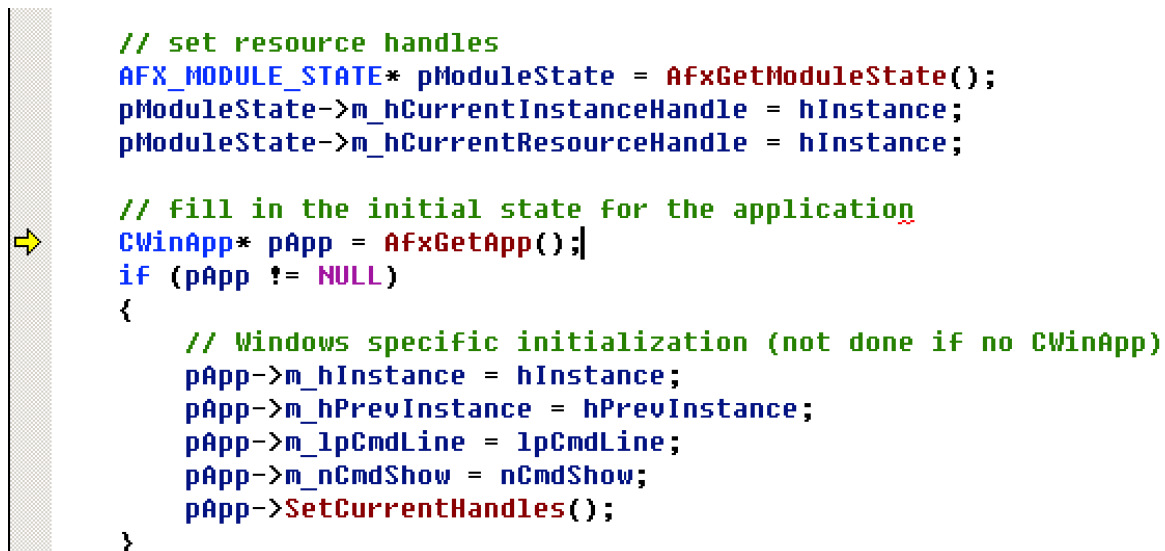 // set resource handles
AFX_MODULE_STATE* pModuleState = AfxGetModuleState();
pModuleState->m_hCurrentInstanceHandle = hInstance;
pModuleState->m_hCurrentResourceHandle = hInstance;
// fill in the initial state for the application
CWinApp* pApp = AfxGetApp();
if (pApp != NULL)
{
// Windows specific initialization (not done if no CWinApp)
pApp->m_hInstance = hInstance;
pApp->m_hPrevInstance = hPrevInstance;
pApp->m_lpCmdLine = lpCmdLine;
pApp->m_nCmdShow = nCmdShow;
pApp->SetCurrentHandles();
}